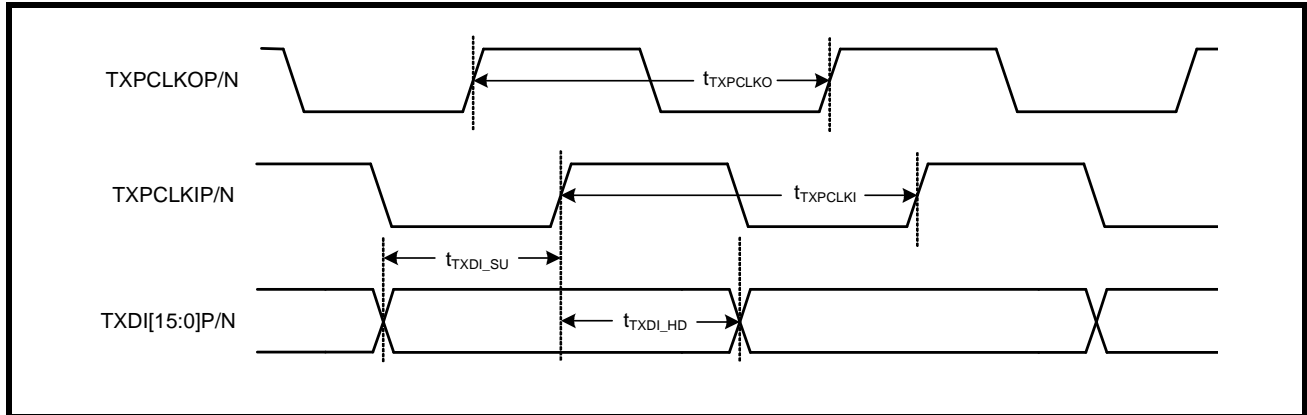 TXPCLKOP/N
tTXPCLKO
TXPCLKIP/N
tTXPCLKI
tTXDI_SU
TXDI[15:0]P/N
tTXDI_HD